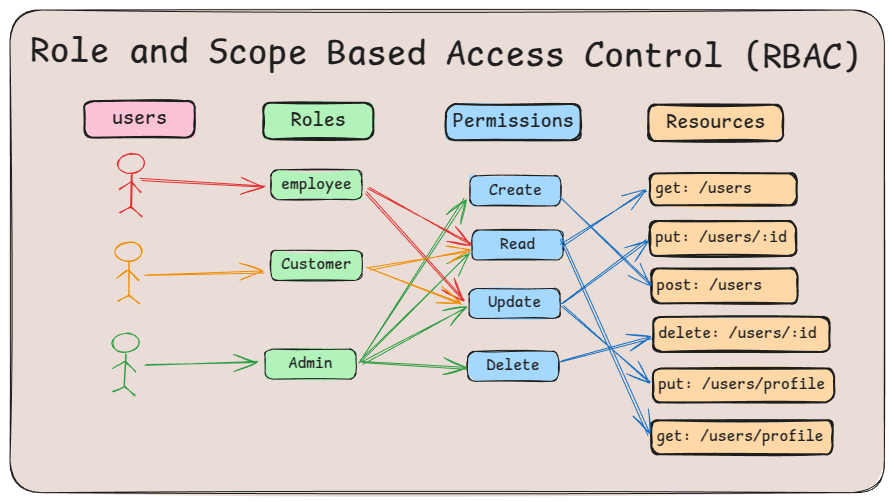 Role and Scope Based Access Control (RBAC)
users
Roles
Permissions
Resources
employee
Customer
Admin
Create
Read
Update
Delete
get: /users
put: /users/:id
post: /users
delete: /users/:id
put: /users/profile
get: /users/profile